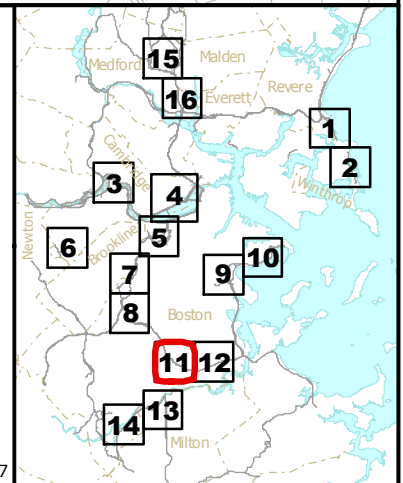 15
Malden
Medford
Revere
16
Everett
1
Cambridge
2
3
4
Winthrop
Newton
5
6
Brookline
10
7
9
8
Boston
11
12
13
14
Milton
7